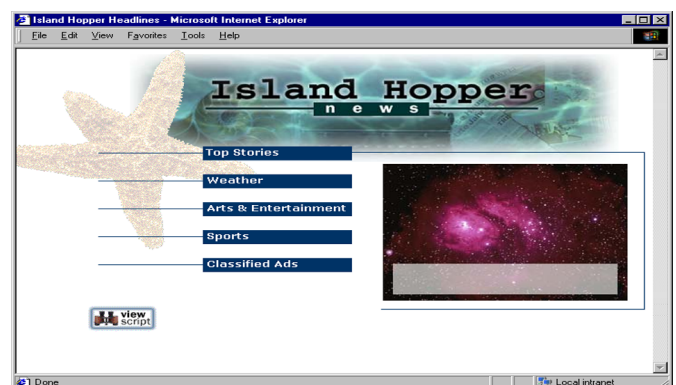 Island Hopper Headlines - Microsoft Internet Explorer
File Edit View Favorites Tools Help
Island Hopper
news
Top Stories
Weather
Arts & Entertainment
Sports
Classified Ads
view
script
Done
Local intranet